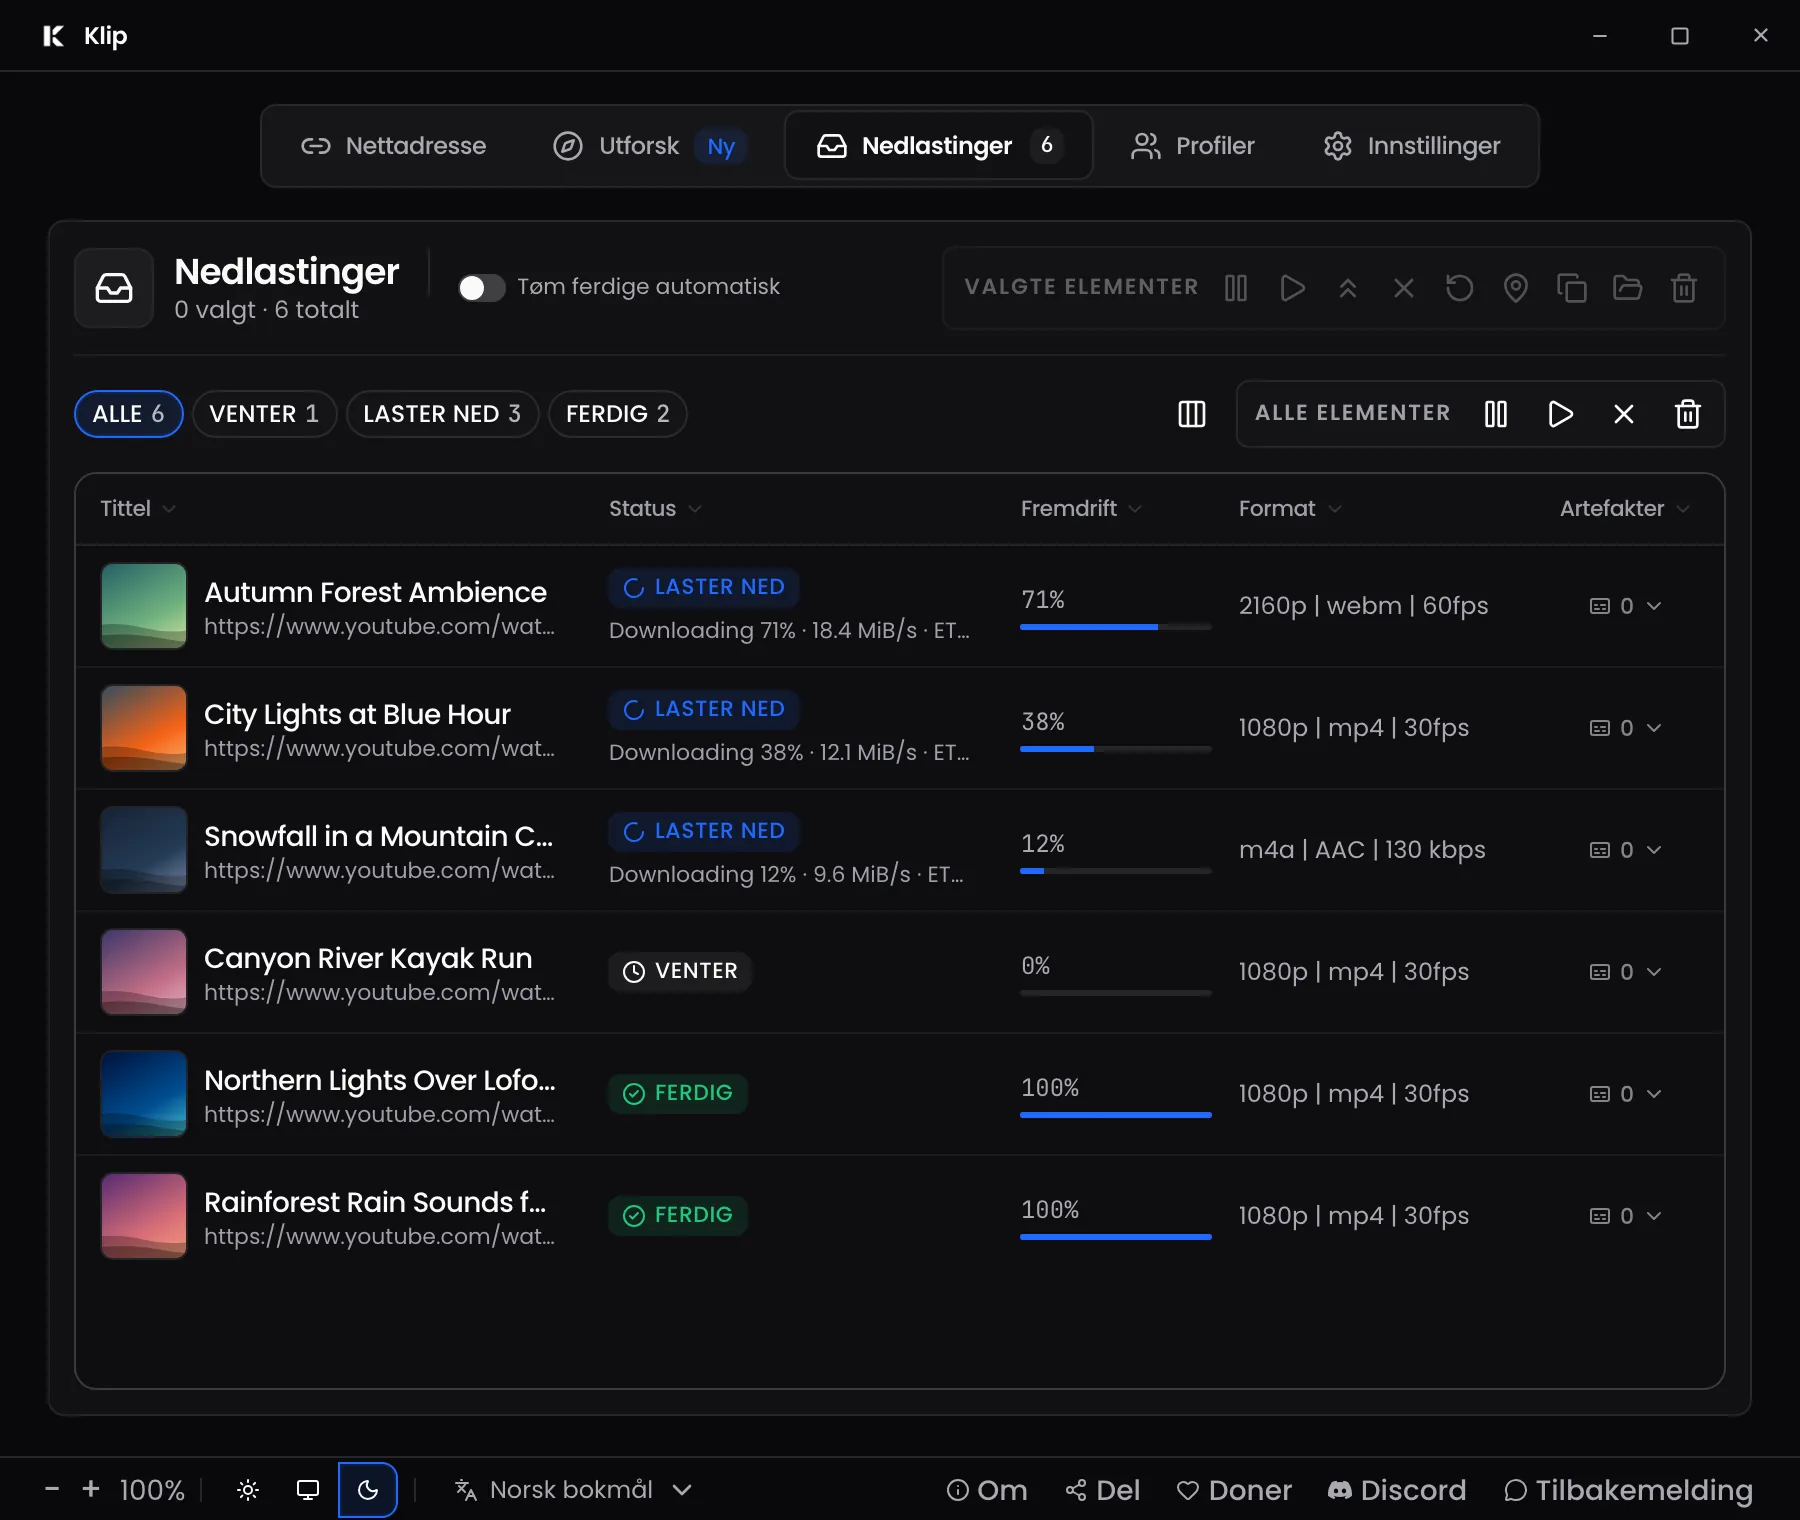 Klip
Nettadresse
Utforsk Ny
Nedlastinger 6
Profiler
Innstillinger
Nedlastinger
0 valgt · 6 totalt
Tøm ferdige automatisk
VALGTE ELEMENTER
ALLE 6
VENTER 1
LASTER NED 3
FERDIG 2
ALLE ELEMENTER
Tittel Status Fremdrift Format Artefakter
Autumn Forest Ambience
https://www.youtube.com/wat...
LASTER NED
Downloading 71% · 18.4 MiB/s · ET...
71%
2160p | webm | 60fps
0
City Lights at Blue Hour
https://www.youtube.com/wat...
LASTER NED
Downloading 38% · 12.1 MiB/s · ET...
38%
1080p | mp4 | 30fps
0
Snowfall in a Mountain C...
https://www.youtube.com/wat...
LASTER NED
Downloading 12% · 9.6 MiB/s · ET...
12%
m4a | AAC | 130 kbps
0
Canyon River Kayak Run
https://www.youtube.com/wat...
VENTER
0%
1080p | mp4 | 30fps
0
Northern Lights Over Lofo...
https://www.youtube.com/wat...
FERDIG
100%
1080p | mp4 | 30fps
0
Rainforest Rain Sounds f...
https://www.youtube.com/wat...
FERDIG
100%
1080p | mp4 | 30fps
0
100%
Norsk bokmål
Om
Del
Doner
Discord
Tilbakemelding